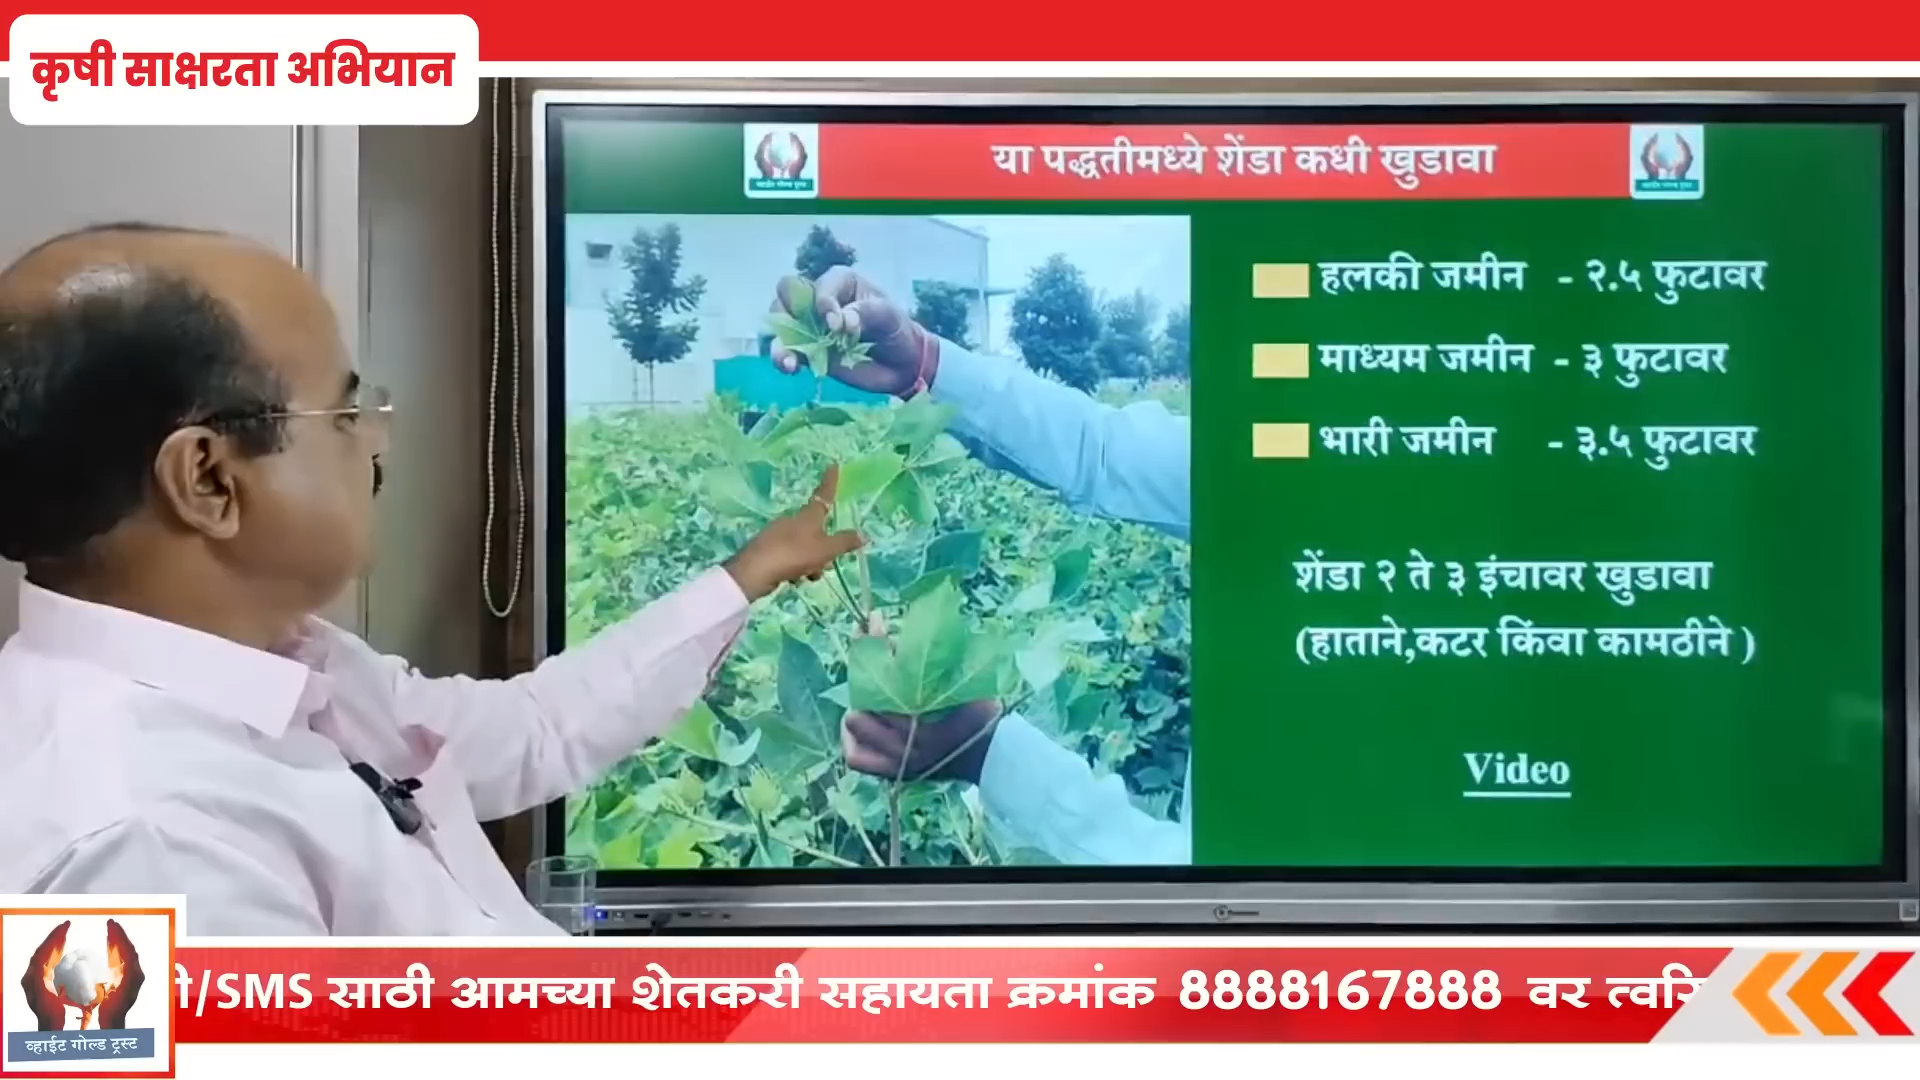 कृषी साक्षरता अभियान
या पद्धतीमध्ये शेंडा कधी खुडावा
हलकी जमीन - २.५ फुटावर
माध्यम जमीन - ३ फुटावर
भारी जमीन - ३.५ फुटावर
शेंडा २ ते ३ इंचावर खुडावा
(हाताने,कटर किंवा कामठीने )
Video
/SMS साठी आमच्या शेतकरी सहायता क्रमांक 8888167888 वर
व्हाईट गोल्ड ट्रस्ट